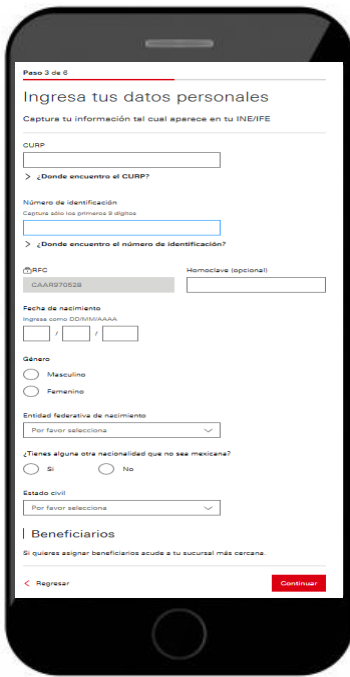 Paso 3 de 6
Ingresa tus datos personales
Captura tu información tal cual aparece en tu INE/IFE
CURP
> ¿Donde encuentro el CURP?
Número de identificación
Captura sólo los primeros 9 dígitos
> ¿Donde encuentro el número de identificación?
RFC Homoclave (opcional)
CAAR970528
Fecha de nacimiento
Ingresa como DD/MM/AAAA
/ /
Género
Masculino
Femenino
Entidad federativa de nacimiento
Por favor selecciona
¿Tienes alguna otra nacionalidad que no sea mexicana?
Si No
Estado civil
Por favor selecciona
Beneficiarios
Si quieres asignar beneficiarios acude a tu sucursal más cercana.
< Regresar Continuar